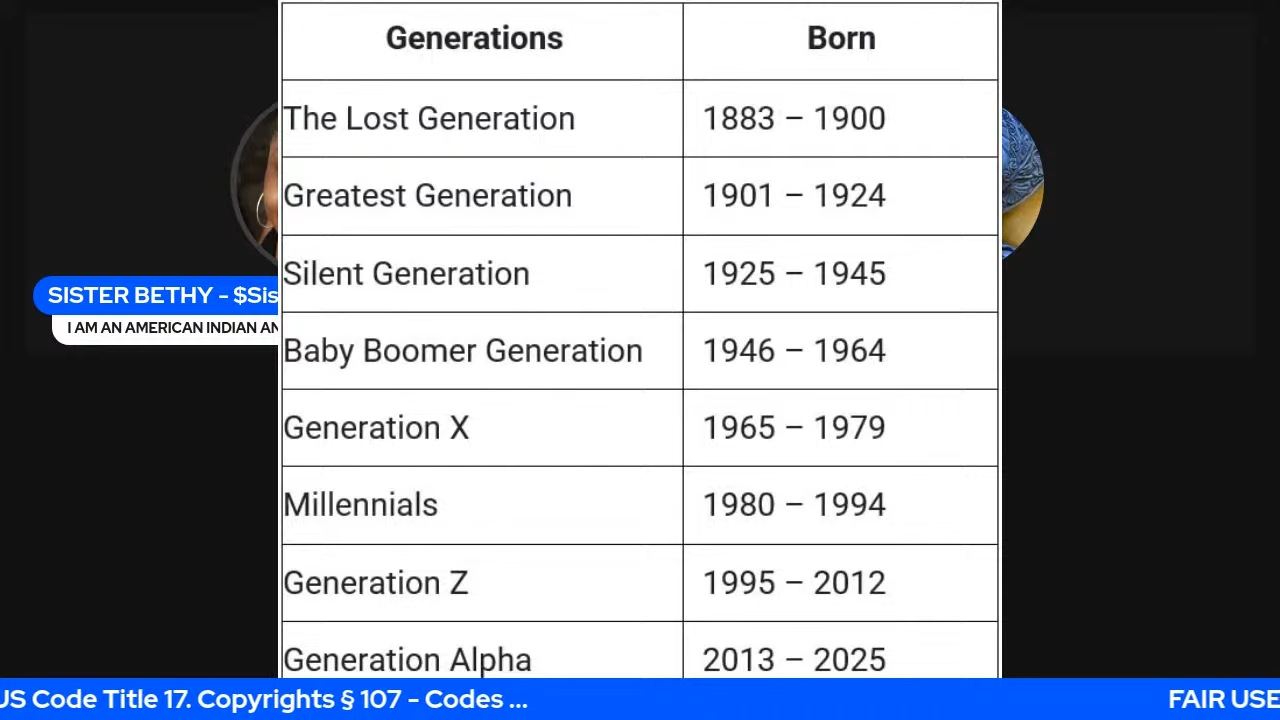 Generations Born
The Lost Generation 1883 – 1900
Greatest Generation 1901 – 1924
Silent Generation 1925 – 1945
Baby Boomer Generation 1946 – 1964
Generation X 1965 – 1979
Millennials 1980 – 1994
Generation Z 1995 – 2012
Generation Alpha 2013 – 2025
SISTER BETHY - $Sis
I AM AN AMERICAN INDIAN AN
US Code Title 17. Copyrights § 107 - Codes ... FAIR USE